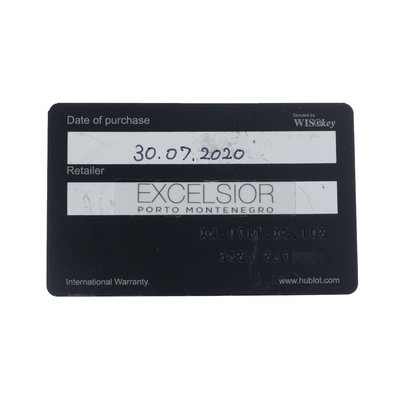 Date of purchase
Secured by
WISekey
30.07.2020
Retailer
EXCELSIOR
PORTO MONTENEGRO
International Warranty.
www.hublot.com